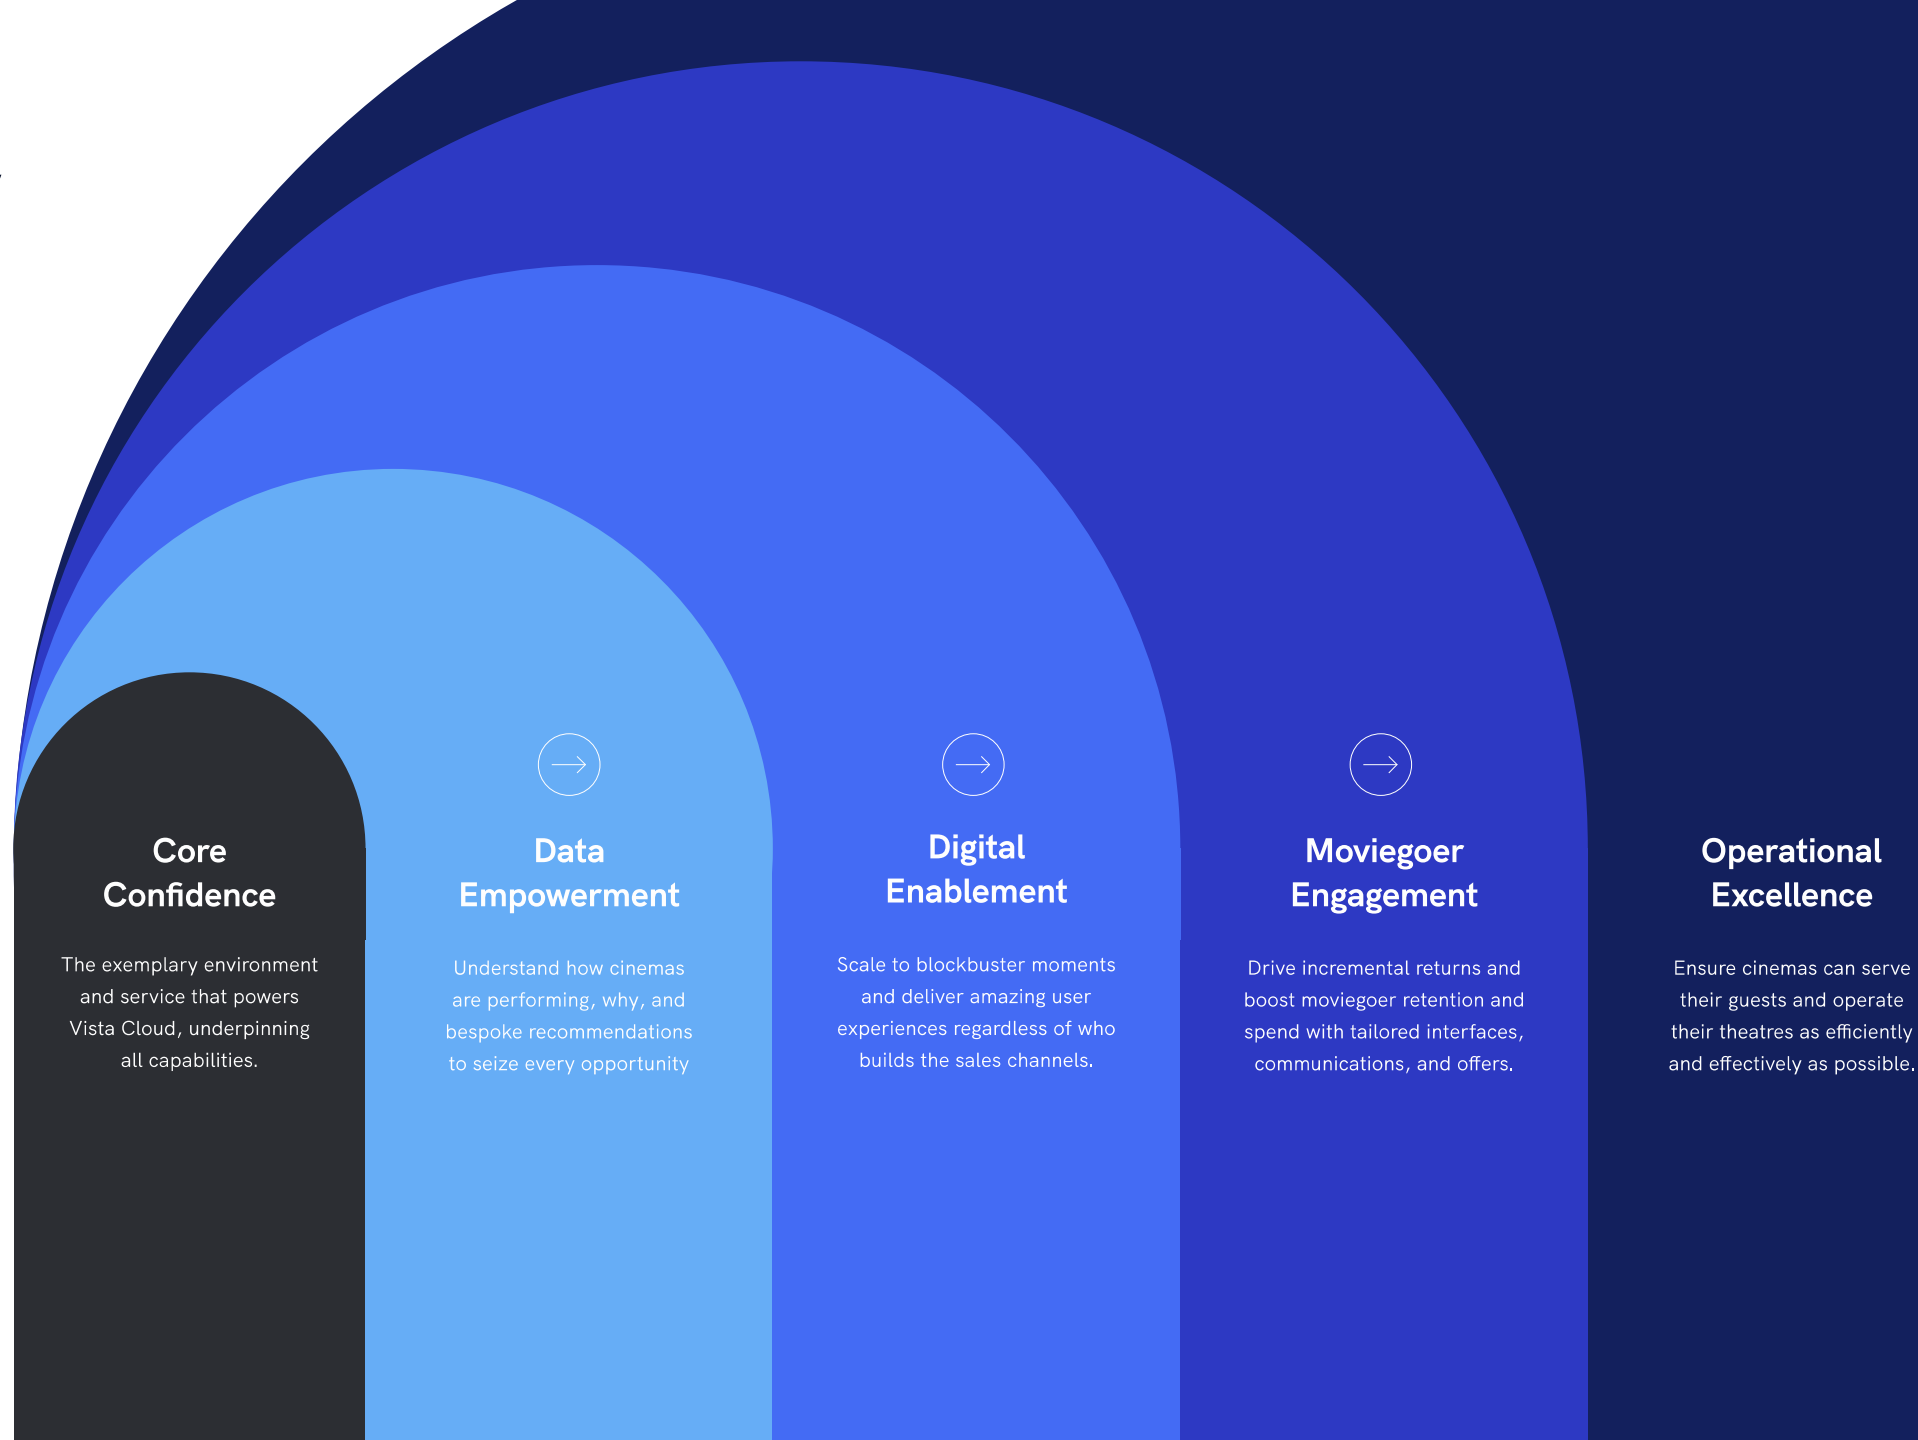 Core
Confidence
The exemplary environment
and service that powers
Vista Cloud, underpinning
all capabilities.
Data
Empowerment
Understand how cinemas
are performing, why, and
bespoke recommendations
to seize every opportunity
Digital
Enablement
Scale to blockbuster moments
and deliver amazing user
experiences regardless of who
builds the sales channels.
Moviegoer
Engagement
Drive incremental returns and
boost moviegoer retention and
spend with tailored interfaces,
communications, and offers.
Operational
Excellence
Ensure cinemas can serve
their guests and operate
their theatres as efficiently
and effectively as possible.